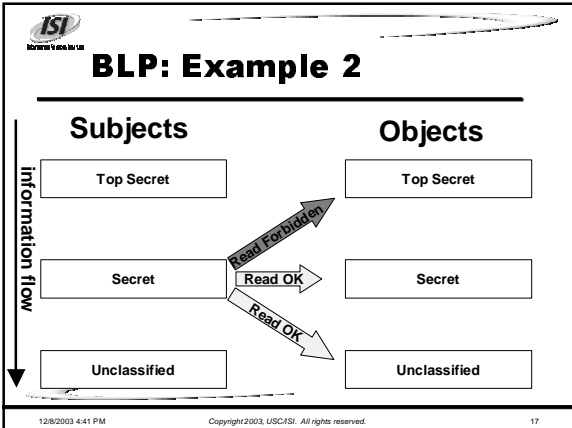 ISI
BLP: Example 2
Subjects
Objects
information flow
Top Secret
Top Secret
Read Forbidden
Secret
Read OK
Secret
Read OK
Unclassified
Unclassified
12/8/2003 4:41 PM
Copyright 2003, USC/ISI. All rights reserved.
17